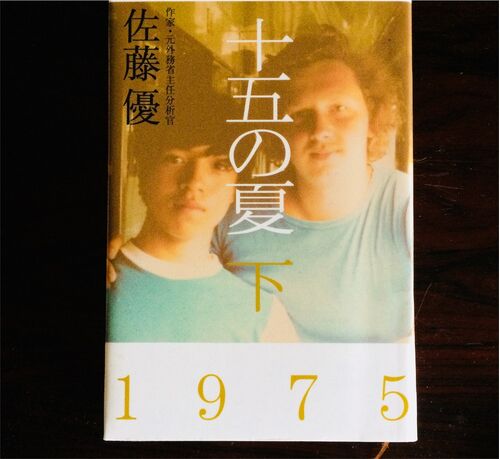 十五の夏 下
作家・元外務省主任分析官
佐藤優
1975